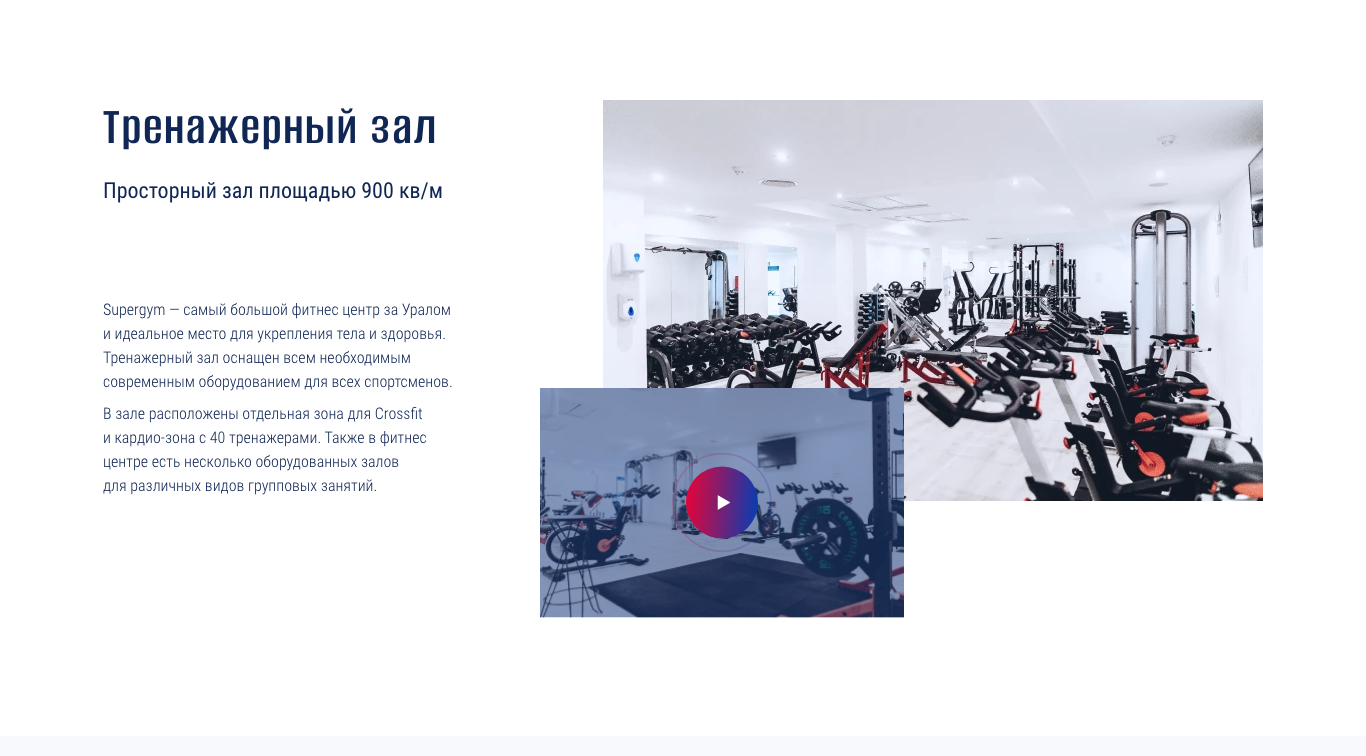 Тренажерный зал
Просторный зал площадью 900 кв/м
Supergym — самый большой фитнес центр за Уралом
и идеальное место для укрепления тела и здоровья.
Тренажерный зал оснащен всем необходимым
современным оборудованием для всех спортсменов.
В зале расположены отдельная зона для Crossfit
и кардио-зона с 40 тренажерами. Также в фитнес
центре есть несколько оборудованных залов
для различных видов групповых занятий.